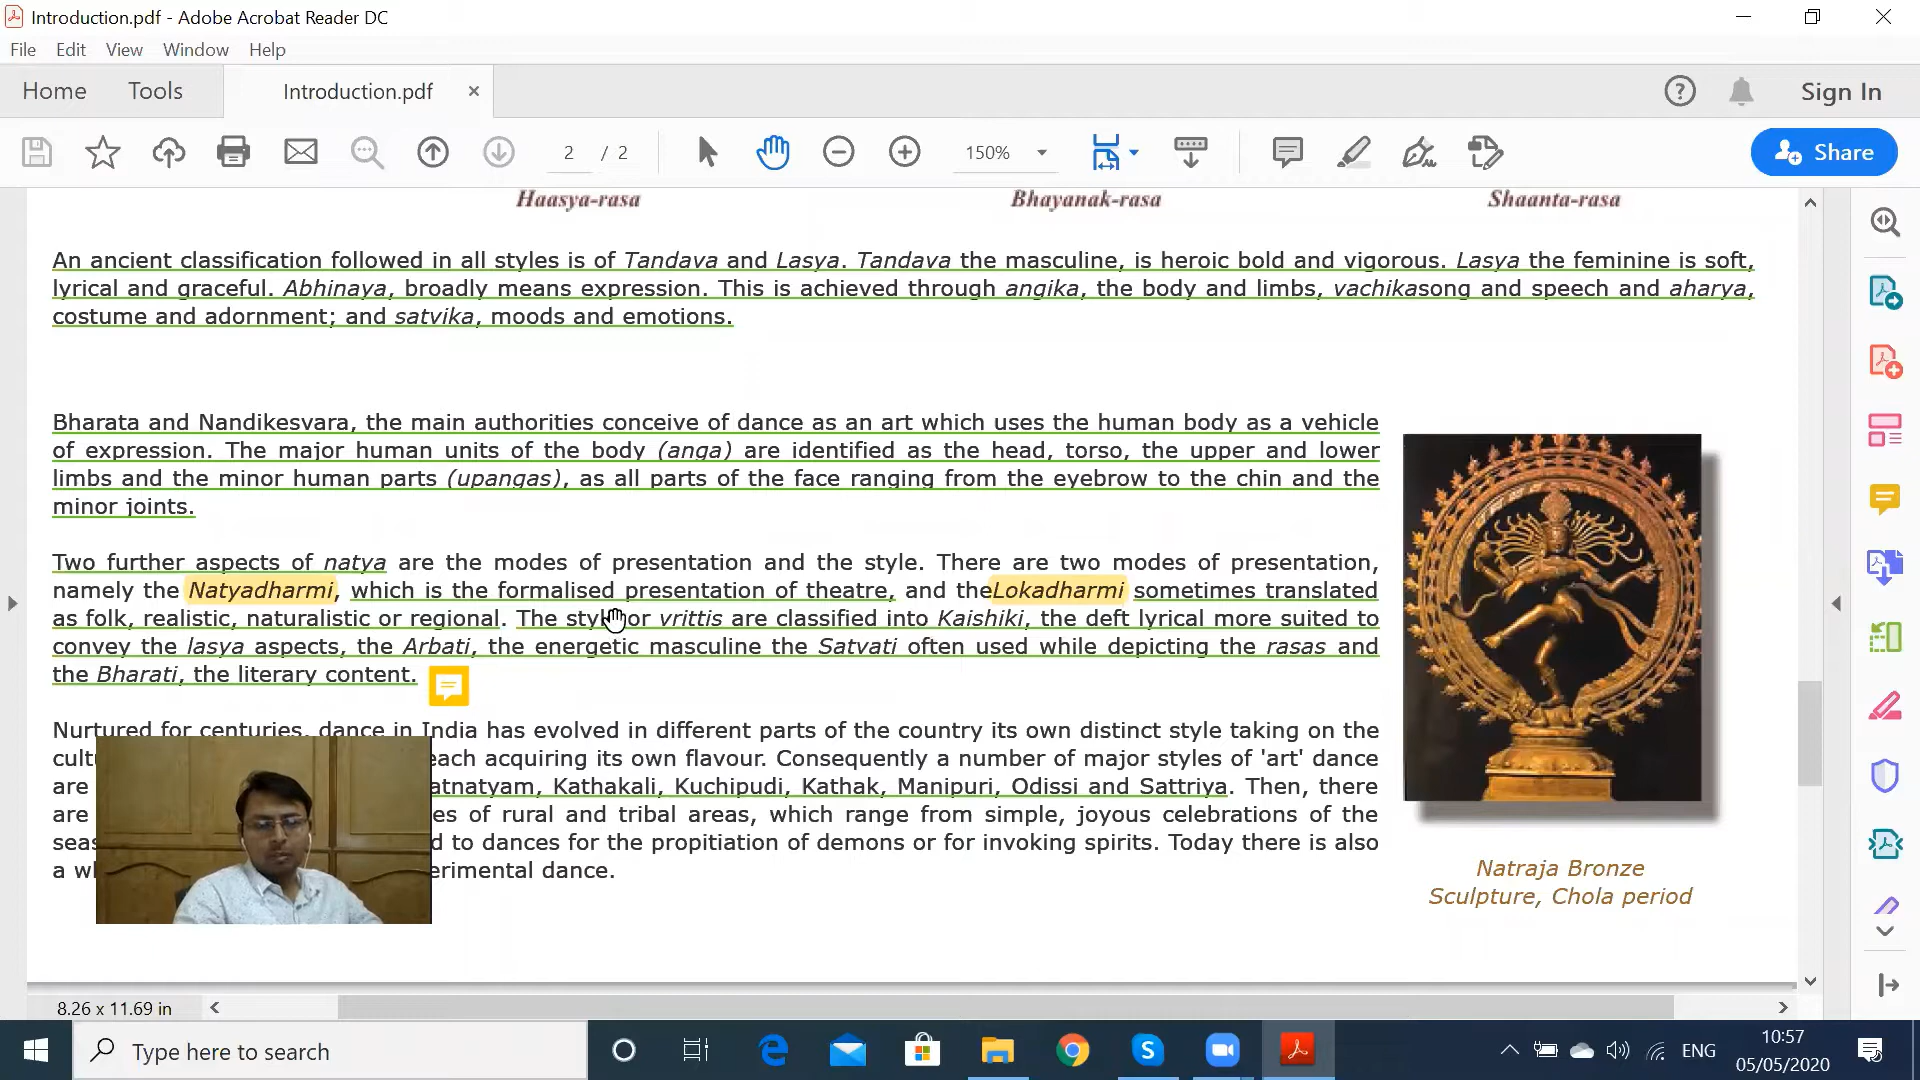 Introduction.pdf - Adobe Acrobat Reader DC
File Edit View Window Help
Home Tools Introduction.pdf × Sign In
2 / 2 150% Share
Haasya-rasa Bhayanak-rasa Shaanta-rasa
An ancient classification followed in all styles is of Tandava and Lasya. Tandava the masculine, is heroic bold and vigorous. Lasya the feminine is soft,
lyrical and graceful. Abhinaya, broadly means expression. This is achieved through angika, the body and limbs, vachikasong and speech and aharya,
costume and adornment; and satvika, moods and emotions.
Bharata and Nandikesvara, the main authorities conceive of dance as an art which uses the human body as a vehicle
of expression. The major human units of the body (anga) are identified as the head, torso, the upper and lower
limbs and the minor human parts (upangas), as all parts of the face ranging from the eyebrow to the chin and the
minor joints.
Two further aspects of natya are the modes of presentation and the style. There are two modes of presentation,
namely the Natyadharmi, which is the formalised presentation of theatre, and theLokadharmi sometimes translated
as folk, realistic, naturalistic or regional. The style or vrittis are classified into Kaishiki, the deft lyrical more suited to
convey the lasya aspects, the Arbati, the energetic masculine the Satvati often used while depicting the rasas and
the Bharati, the literary content.
Nurtured for centuries, dance in India has evolved in different parts of the country its own distinct style taking on the
each acquiring its own flavour. Consequently a number of major styles of 'art' dance
are Kathakali, Kuchipudi, Kathak, Manipuri, Odissi and Sattriya. Then, there
are of rural and tribal areas, which range from simple, joyous celebrations of the
to dances for the propitiation of demons or for invoking spirits. Today there is also
a dance.
Natraja Bronze
Sculpture, Chola period
8.26 x 11.69 in
Type here to search
ENG
10:57
05/05/2020